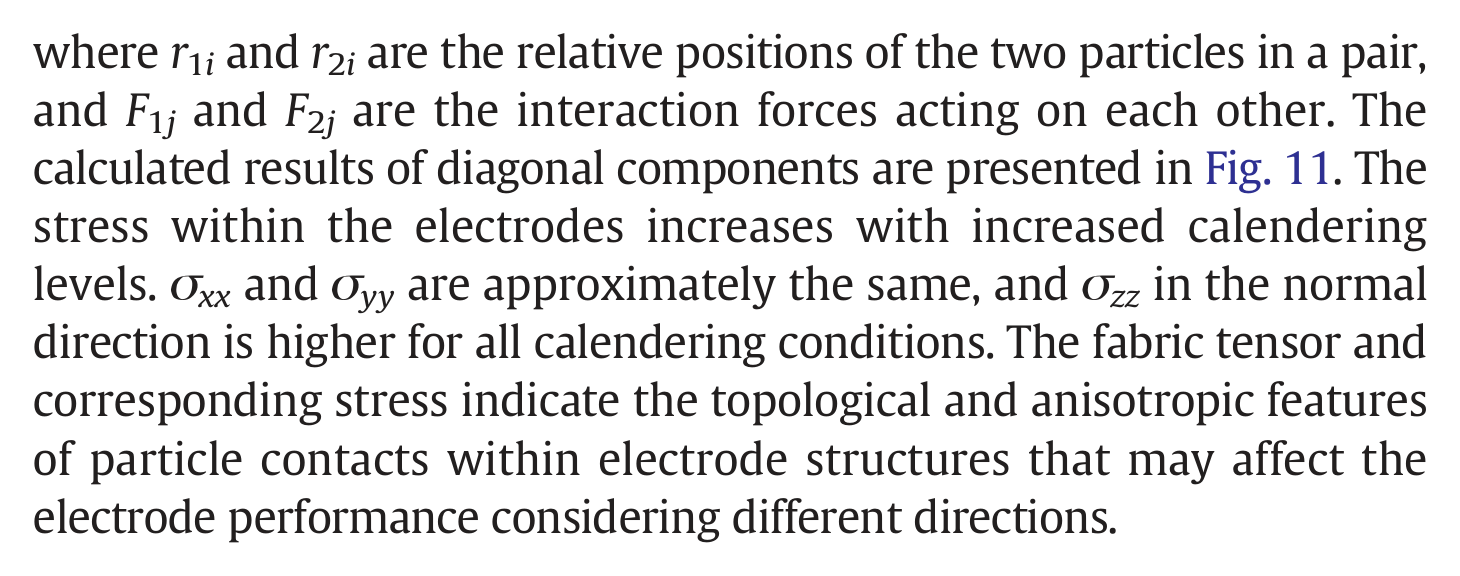 where r1i and r2i are the relative positions of the two particles in a pair,
and F1j and F2j are the interaction forces acting on each other. The
calculated results of diagonal components are presented in Fig. 11. The
stress within the electrodes increases with increased calendering
levels. σxx and σyy are approximately the same, and σzz in the normal
direction is higher for all calendering conditions. The fabric tensor and
corresponding stress indicate the topological and anisotropic features
of particle contacts within electrode structures that may affect the
electrode performance considering different directions.